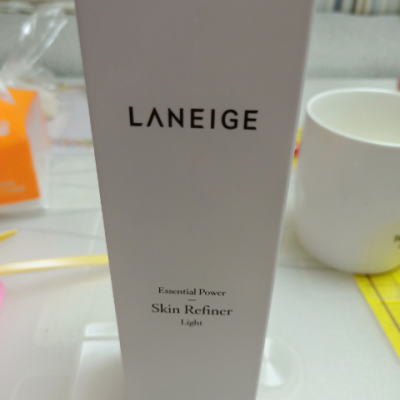 LANEIGE
Essential Power
Skin Refiner
Light